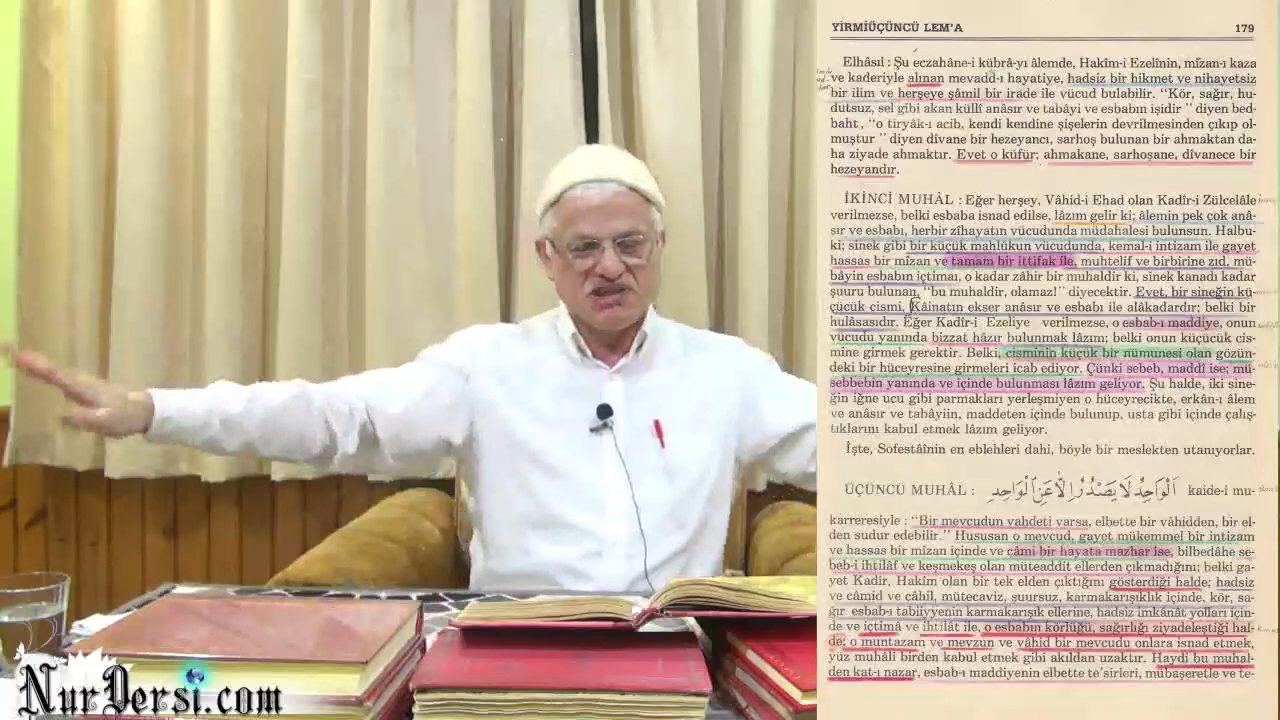 YİRMİÜÇÜNCÜ LEM'A 179
Elhâsıl : Şu eczahâne-i kübrâ-yı âlemde, Hakîm-i Ezelînin, mîzan-ı kaza
ve kaderiyle alınan mevadd-ı hayatiye, hadsiz bir hikmet ve nihayetsiz
bir ilim ve herşeye şâmil bir irade ile vücud bulabilir. "Kör, sağır, hu-
dutsuz, sel gibi akan küllî anâsır ve tabâyi ve esbabın işidir" diyen bed-
baht, "o tiryâk-ı acib, kendi kendine şişelerin devrilmesinden çıkıp ol-
muştur" diyen dîvane bir hezeyancı, sarhoş bulunan bir ahmaktan da-
ha ziyade ahmaktır. Evet o küfür; ahmakane, sarhoşane, dîvanece bir
hezeyandır.
İKİNCİ MUHÂL : Eğer herşey, Vâhid-i Ehad olan Kadîr-i Zülcelâle
verilmezse, belki esbaba isnad edilse, lâzım gelir ki; âlemin pek çok anâ-
sır ve esbabı, herbir zîhayatın vücudunda müdahalesi bulunsun. Halbu-
ki; sinek gibi bir küçük mahlûkun vücudunda, kemal-i intizam ile gayet
hassas bir mîzan ve tamam bir ittifak ile, muhtelif ve birbirine zıd, mü-
bâyin esbabın içtimaı, o kadar zâhir bir muhaldir ki, sinek kanadı kadar
şuuru bulunan, "bu muhaldir, olamaz!" diyecektir. Evet, bir sineğin kü-
çücük cismi, Kâinatın ekser anâsır ve esbabı ile alâkadardır; belki bir
hulâsasıdır. Eğer Kadîr-i Ezeliye verilmezse, o esbab-ı maddiye, onun
vücudu yanında bizzat hâzır bulunmak lâzım; belki onun küçücük cis-
mine girmek gerektir. Belki, cisminin küçük bir nümunesi olan gözün-
deki bir hüceyresine girmeleri icab ediyor. Çünki sebeb, maddî ise; mü-
sebbebin yanında ve içinde bulunması lâzım geliyor. Şu halde, iki sine-
ğin iğne ucu gibi parmakları yerleşmiyen o hüceyrecikte, erkân-ı âlem
ve anâsır ve tabâyiin, maddeten içinde bulunup, usta gibi içinde çalış-
tıklarını kabul etmek lâzım geliyor.
İşte, Sofestâînin en eblehleri dahi, böyle bir meslekten utanıyorlar.
ÜÇÜNCÜ MUHÂL : اَلْوَاحِدُ لَا يَصْدُرُ اِلَّا عَنِ الْوَاحِدِ kaide-i mu-
karreresiyle : "Bir mevcudun vahdeti varsa, elbette bir vâhidden, bir el-
den sudur edebilir." Hususan o mevcud, gayet mükemmel bir intizam
ve hassas bir mîzan içinde ve câmi bir hayata mazhar ise, bilbedâhe se-
beb-i ihtilâf ve keşmekeş olan müteaddit ellerden çıkmadığını; belki ga-
yet Kadîr, Hakîm olan bir tek elden çıktığını gösterdiği halde; hadsiz
ve câmid ve câhil, mütecaviz, şuursuz, karmakarışıklık içinde, kör, sa-
ğır esbab-ı tabiiyyenin karmakarışık ellerine, hadsiz imkânât yolları için-
de ve içtimâ ve ihtilât ile, o esbabın körlüğü, sağırlığı ziyadeleştiği hal-
de; o muntazam ve mevzun ve vâhid bir mevcudu onlara isnad etmek,
yüz muhâli birden kabul etmek gibi akıldan uzaktır. Haydi bu muhal-
den kat-ı nazar, esbab-ı maddiyenin elbette te'sirleri, mübaşeretle ve te-
NurDersi.com